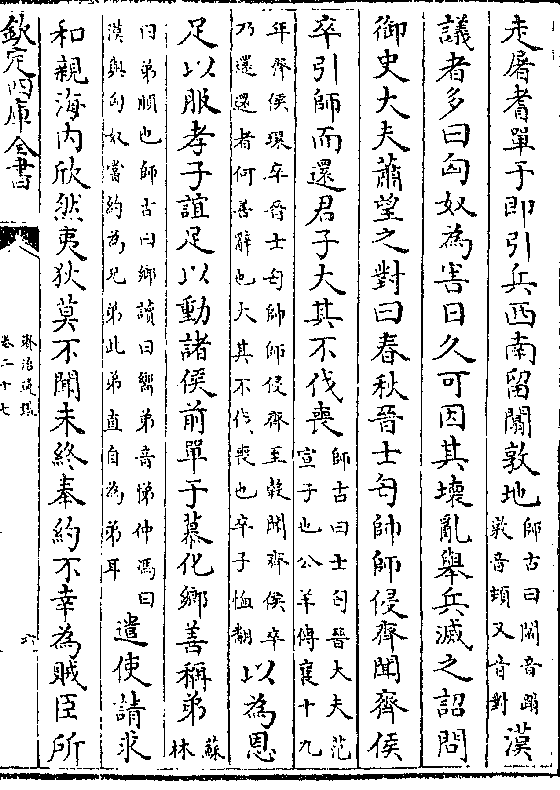 走屠耆單于即引兵西南留闟敦地師古曰闟音蹋敦音頓又音對漢
議者多曰匈奴為害日久可因其壞亂舉兵滅之詔問
御史大夫蕭望之對曰春秋晉士匄帥師侵齊聞齊侯
卒引師而還君子大其不伐喪師古曰士匄晉大夫范宣子也公羊傳襄十九
年齊侯環卒晉士匄帥師侵齊至榖聞齊侯卒乃還還者何善辭也大其不伐喪也卒子恤翻以為恩
足以服孝子誼足以動諸侯前單于慕化鄉善稱弟蘇林
曰弟順也師古曰鄉讀曰嚮弟音悌仲馮曰漢與匈奴嘗約為兄弟此弟直自為弟耳遣使請求
和親海内欣然夷狄莫不聞未終奉約不幸為賊臣所
欽定四庫全書
資治通鑑
卷二十七